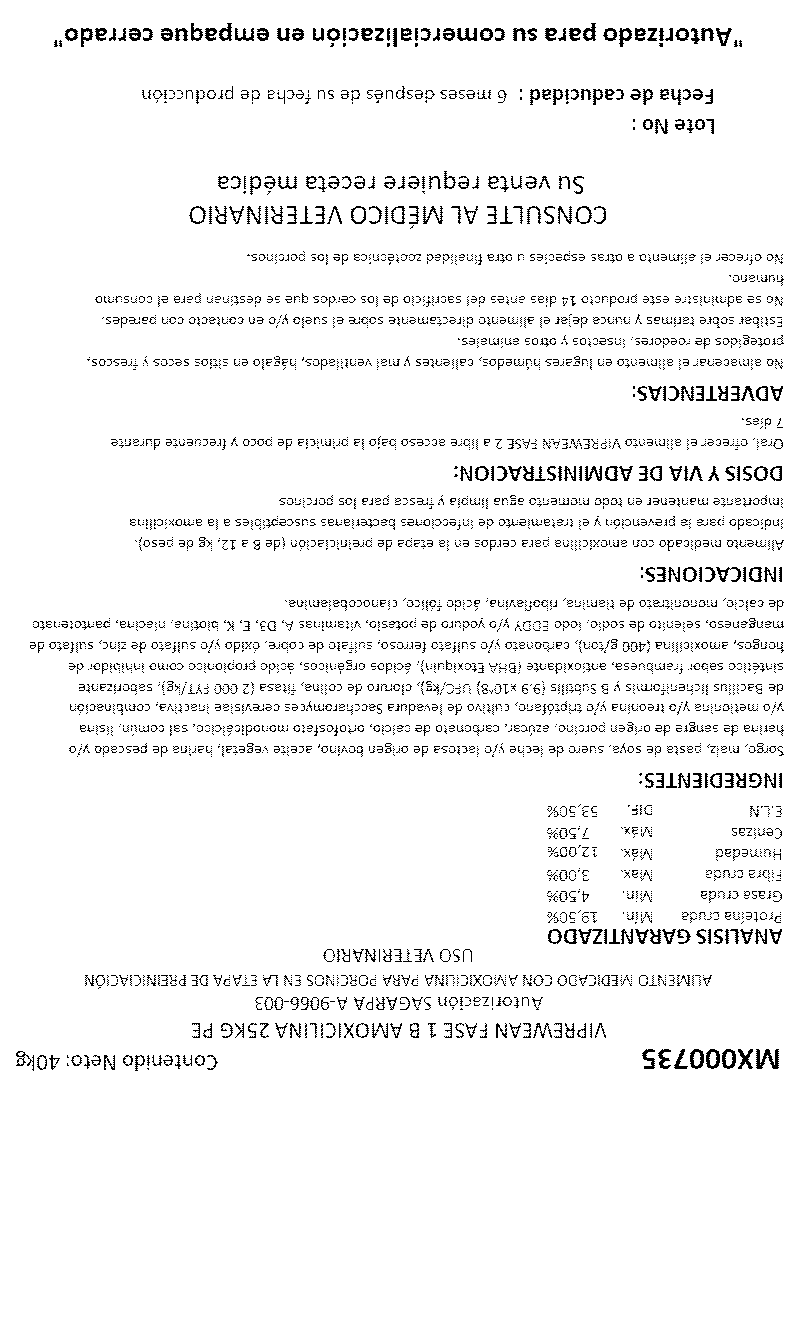 MX000735 Contenido Neto: 40kg
VIPREWEAN FASE 1 B AMOXICILINA 25KG PE
Autorización SAGARPA A-9066-003
ALIMENTO MEDICADO CON AMOXICILINA PARA PORCINOS EN LA ETAPA DE PREINICIACIÓN
USO VETERINARIO
ANALISIS GARANTIZADO
Proteína cruda Mín. 19,50%
Grasa cruda Mín. 4,50%
Fibra cruda Máx. 3,00%
Humedad Máx. 12,00%
Cenizas Máx. 7,50%
E.L.N DIF. 53,50%
INGREDIENTES:
Sorgo, maíz, pasta de soya, suero de leche y/o lactosa de origen bovino, aceite vegetal, harina de pescado y/o
harina de sangre de origen porcino, azúcar, carbonato de calcio, ortofosfato monodicálcico, sal común, lisina
y/o metionina y/o treonina y/o triptófano, cultivo de levadura Saccharomyces cerevisiae inactiva, combinación
de Bacillus licheniformis y B Subtilis (9.9 x10^8) UFC/kg), cloruro de colina, fitasa (2 000 FYT/kg), saborizante
sintético sabor frambuesa, antioxidante (BHA Etoxiquin), ácidos orgánicos, ácido propiónico como inhibidor de
hongos, amoxicilina (400 g/ton), carbonato y/o sulfato ferroso, sulfato de cobre, óxido y/o sulfato de zinc, sulfato de
manganeso, selenito de sodio, iodo EDDY y/o yoduro de potasio, vitaminas A, D3, E, K, biotina, niacina, pantotenato
de calcio, mononitrato de tiamina, riboflavina, ácido fólico, cianocobalamina.
INDICACIONES:
Alimento medicado con amoxicilina para cerdos en la etapa de preiniciación (de 8 a 12, kg de peso).
Indicado para la prevención y el tratamiento de infecciones bacterianas susceptibles a la amoxicilina
Importante mantener en todo momento agua limpia y fresca para los porcinos
DOSIS Y VIA DE ADMINISTRACION:
Oral, ofrecer el alimento VIPREWEAN FASE 2 a libre acceso bajo la primicia de poco y frecuente durante
7 días.
ADVERTENCIAS:
No almacenar el alimento en lugares húmedos, calientes y mal ventilados, hágalo en sitios secos y frescos,
protegidos de roedores, insectos y otros animales.
Estibar sobre tarimas y nunca dejar el alimento directamente sobre el suelo y/o en contacto con paredes.
No se administre este producto 14 días antes del sacrificio de los cerdos que se destinan para el consumo
humano.
No ofrecer el alimento a otras especies u otra finalidad zootécnica de los porcinos.
CONSULTE AL MÉDICO VETERINARIO
Su venta requiere receta médica
Lote No :
Fecha de caducidad : 6 meses después de su fecha de producción
"Autorizado para su comercialización en empaque cerrado"